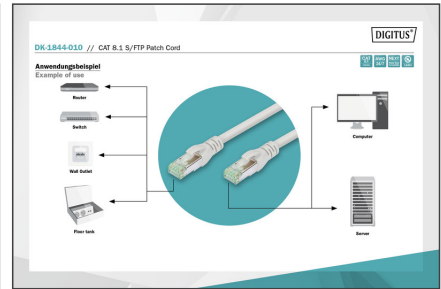 DIGITUS®
DK-1844-010 // CAT 8.1 S/FTP Patch Cord
Anwendungsbeispiel
Example of use
Router
Switch
Wall Outlet
Floor tank
Computer
Server